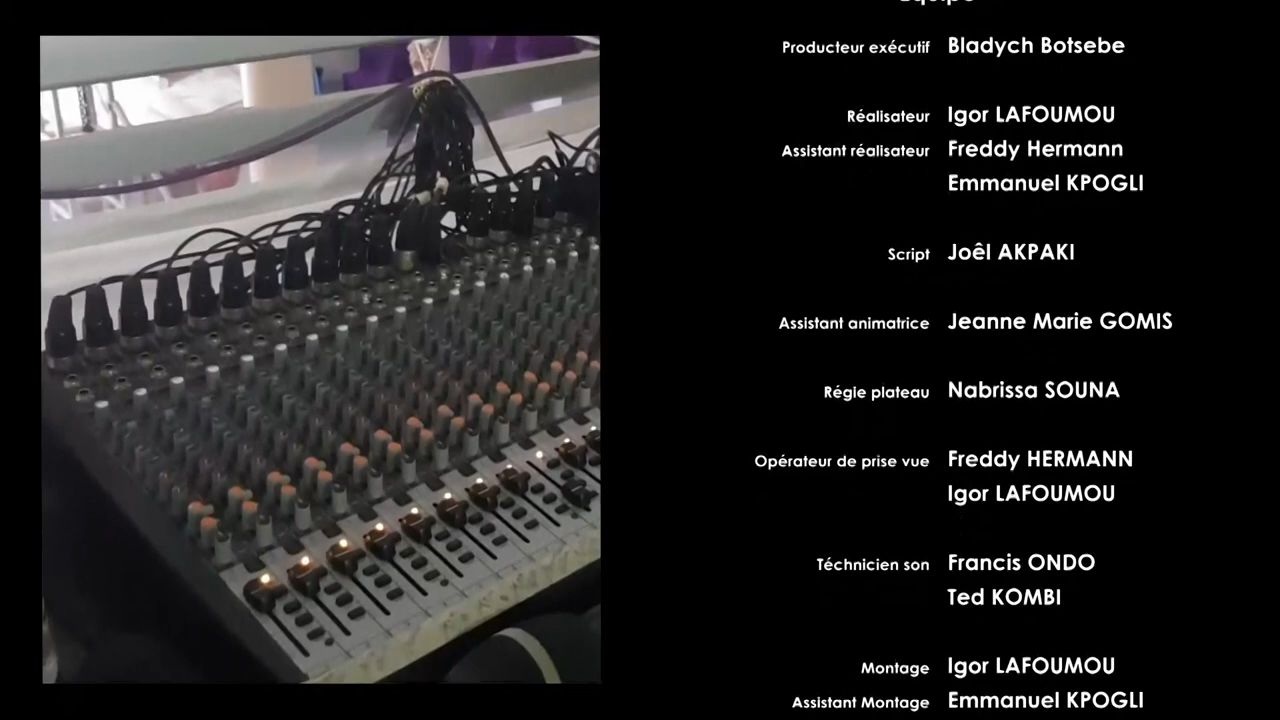 Equipe
Producteur exécutif Bladych Botsebe
Réalisateur Igor LAFOUMOU
Assistant réalisateur Freddy Hermann
Emmanuel KPOGLI
Script Joêl AKPAKI
Assistant animatrice Jeanne Marie GOMIS
Régie plateau Nabrissa SOUNA
Opérateur de prise vue Freddy HERMANN
Igor LAFOUMOU
Téchnicien son Francis ONDO
Ted KOMBI
Montage Igor LAFOUMOU
Assistant Montage Emmanuel KPOGLI